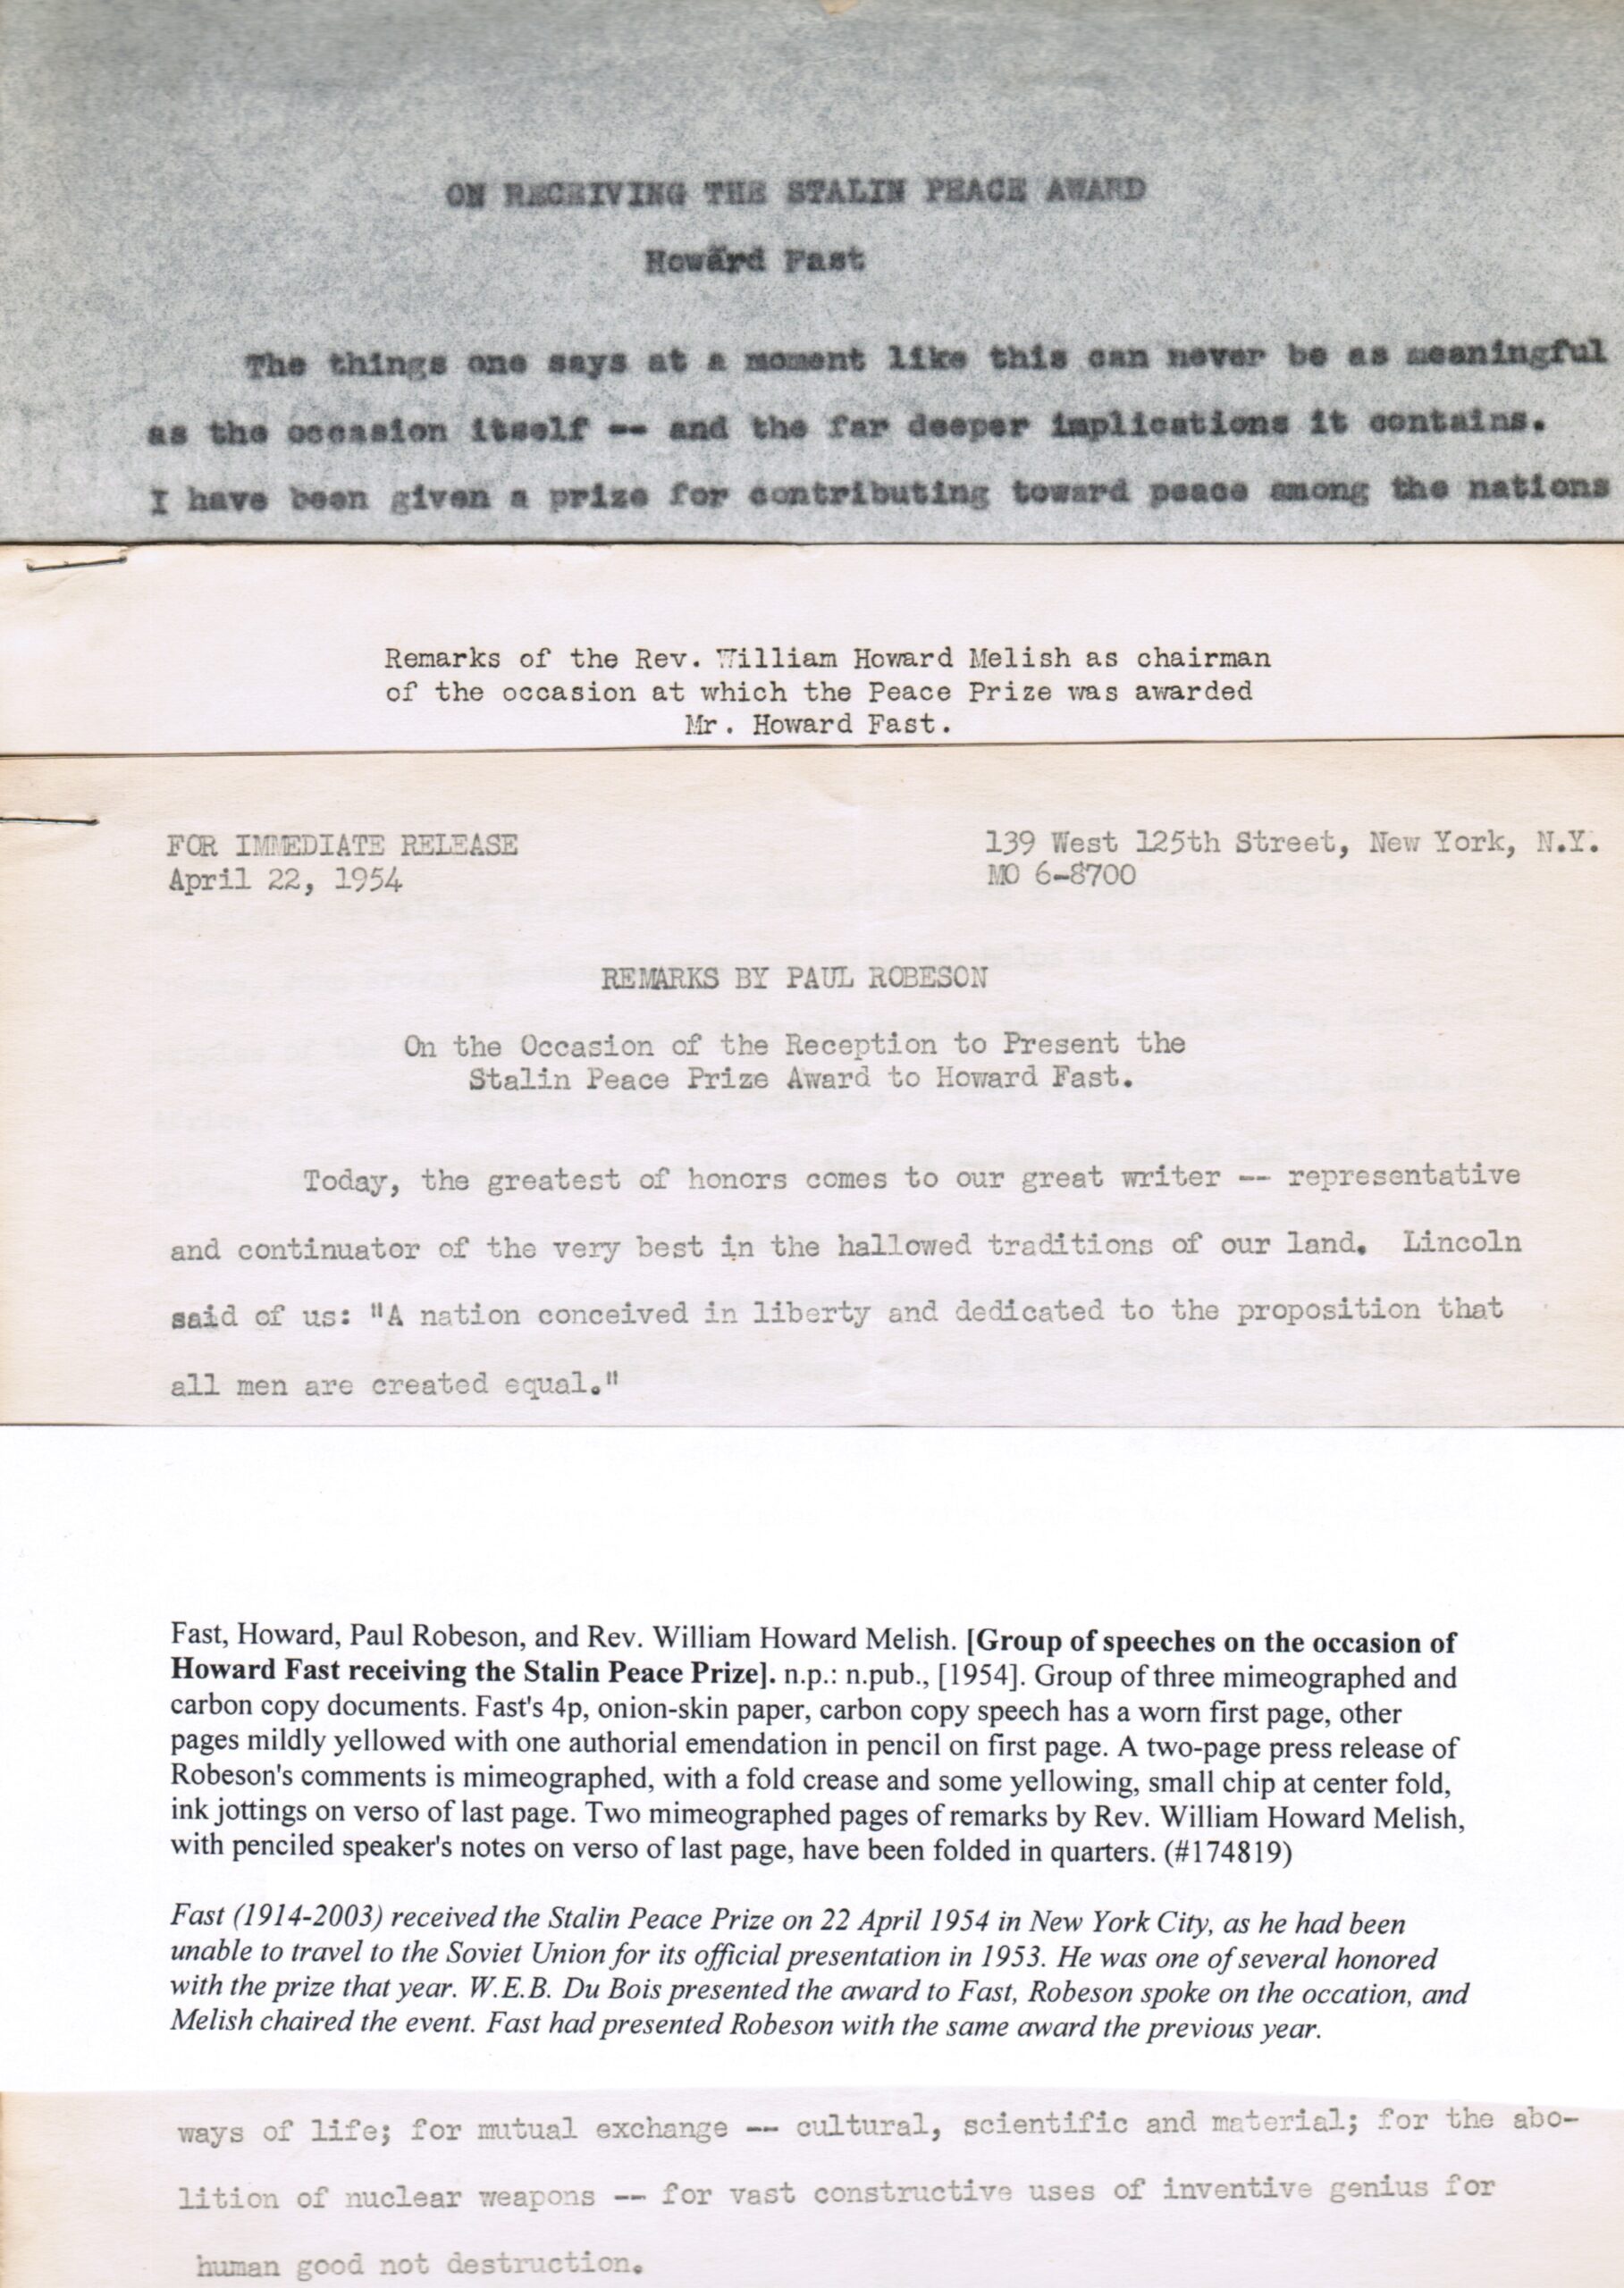 ON RECEIVING THE STALIN PEACE AWARD
Howard Fast
The things one says at a moment like this can never be as meaningful
as the occasion itself -- and the far deeper implications it contains.
I have been given a prize for contributing toward peace among the nations
Remarks of the Rev. William Howard Melish as chairman
of the occasion at which the Peace Prize was awarded
Mr. Howard Fast.
FOR IMMEDIATE RELEASE
April 22, 1954
139 West 125th Street, New York, N.Y.
MO 6-8700
REMARKS BY PAUL ROBESON
On the Occasion of the Reception to Present the
Stalin Peace Prize Award to Howard Fast.
Today, the greatest of honors comes to our great writer -- representative
and continuator of the very best in the hallowed traditions of our land. Lincoln
said of us: "A nation conceived in liberty and dedicated to the proposition that
all men are created equal."
Fast, Howard, Paul Robeson, and Rev. William Howard Melish. [Group of speeches on the occasion of
Howard Fast receiving the Stalin Peace Prize]. n.p.: n.pub., [1954]. Group of three mimeographed and
carbon copy documents. Fast's 4p, onion-skin paper, carbon copy speech has a worn first page, other
pages mildly yellowed with one authorial emendation in pencil on first page. A two-page press release of
Robeson's comments is mimeographed, with a fold crease and some yellowing, small chip at center fold,
ink jottings on verso of last page. Two mimeographed pages of remarks by Rev. William Howard Melish,
with penciled speaker's notes on verso of last page, have been folded in quarters. (#174819)
Fast (1914-2003) received the Stalin Peace Prize on 22 April 1954 in New York City, as he had been
unable to travel to the Soviet Union for its official presentation in 1953. He was one of several honored
with the prize that year. W.E.B. Du Bois presented the award to Fast, Robeson spoke on the occation, and
Melish chaired the event. Fast had presented Robeson with the same award the previous year.
ways of life; for mutual exchange -- cultural, scientific and material; for the abo-
lition of nuclear weapons -- for vast constructive uses of inventive genius for
human good not destruction.